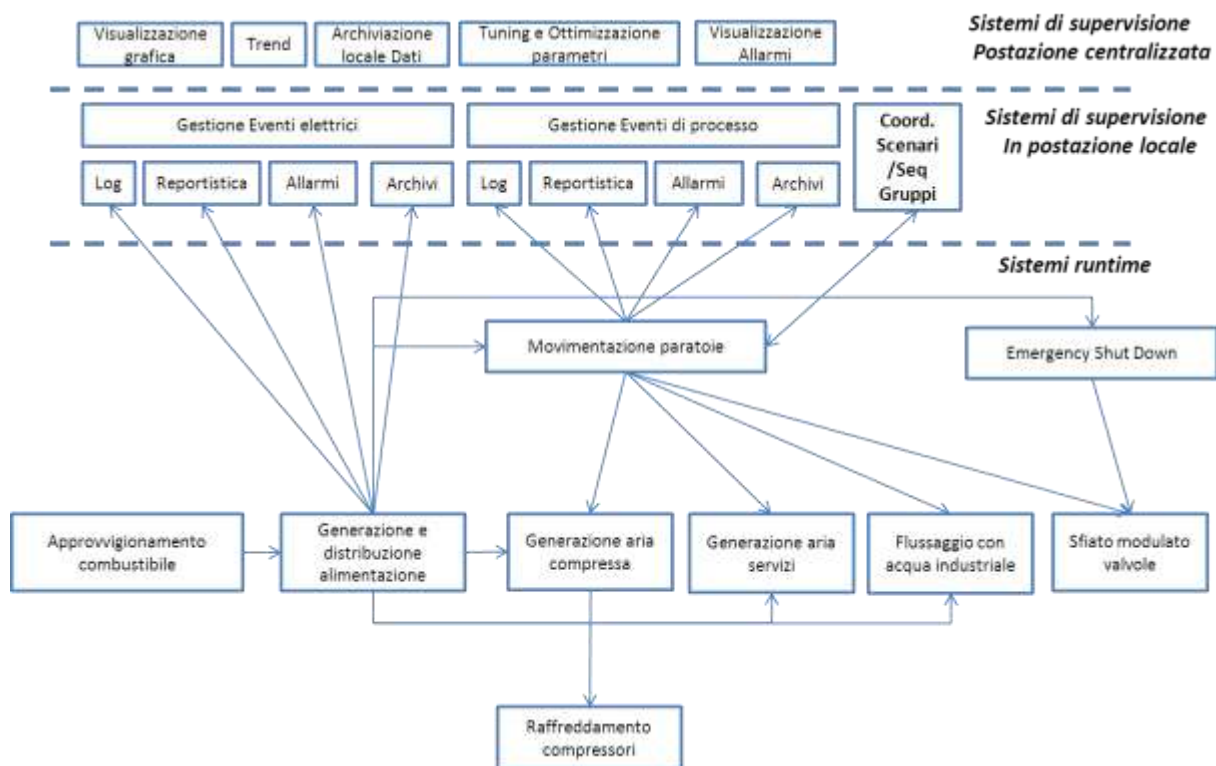 Visualizzazione
grafica
Trend
Archiviazione
locale Dati
Tuning e Ottimizzazione
parametri
Visualizzazione
Allarmi
Sistemi di supervisione
Postazione centralizzata
Gestione Eventi elettrici
Gestione Eventi di processo
Coord.
Scenari
/Seq
Gruppi
Sistemi di supervisione
In postazione locale
Log
Reportistica
Allarmi
Archivi
Log
Reportistica
Allarmi
Archivi
Sistemi runtime
Movimentazione paratoie
Emergency Shut Down
Approvvigionamento
combustibile
Generazione e
distribuzione
alimentazione
Generazione aria
compressa
Generazione aria
servizi
Flussaggio con
acqua industriale
Sfiato modulato
valvole
Raffreddamento
compressori